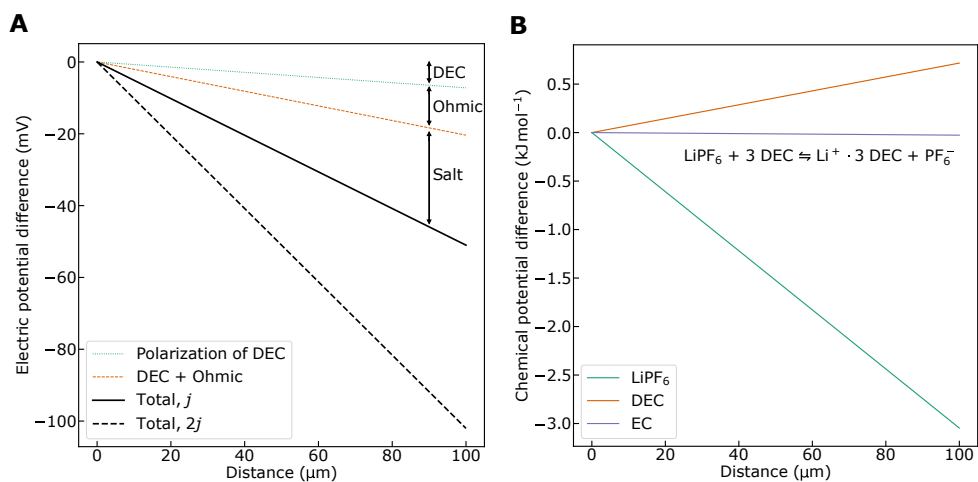 A
Electric potential difference (mV)
0
−20
−40
−60
−80
−100
DEC
Ohmic
Salt
Polarization of DEC
DEC + Ohmic
Total, j
Total, 2j
0
20
40
60
80
100
Distance (μm)
B
Chemical potential difference (kJ mol⁻¹)
0.5
0.0
−0.5
−1.0
−1.5
−2.0
−2.5
−3.0
LiPF₆ + 3 DEC ⇋ Li⁺ · 3 DEC + PF₆⁻
LiPF₆
DEC
EC
0
20
40
60
80
100
Distance (μm)